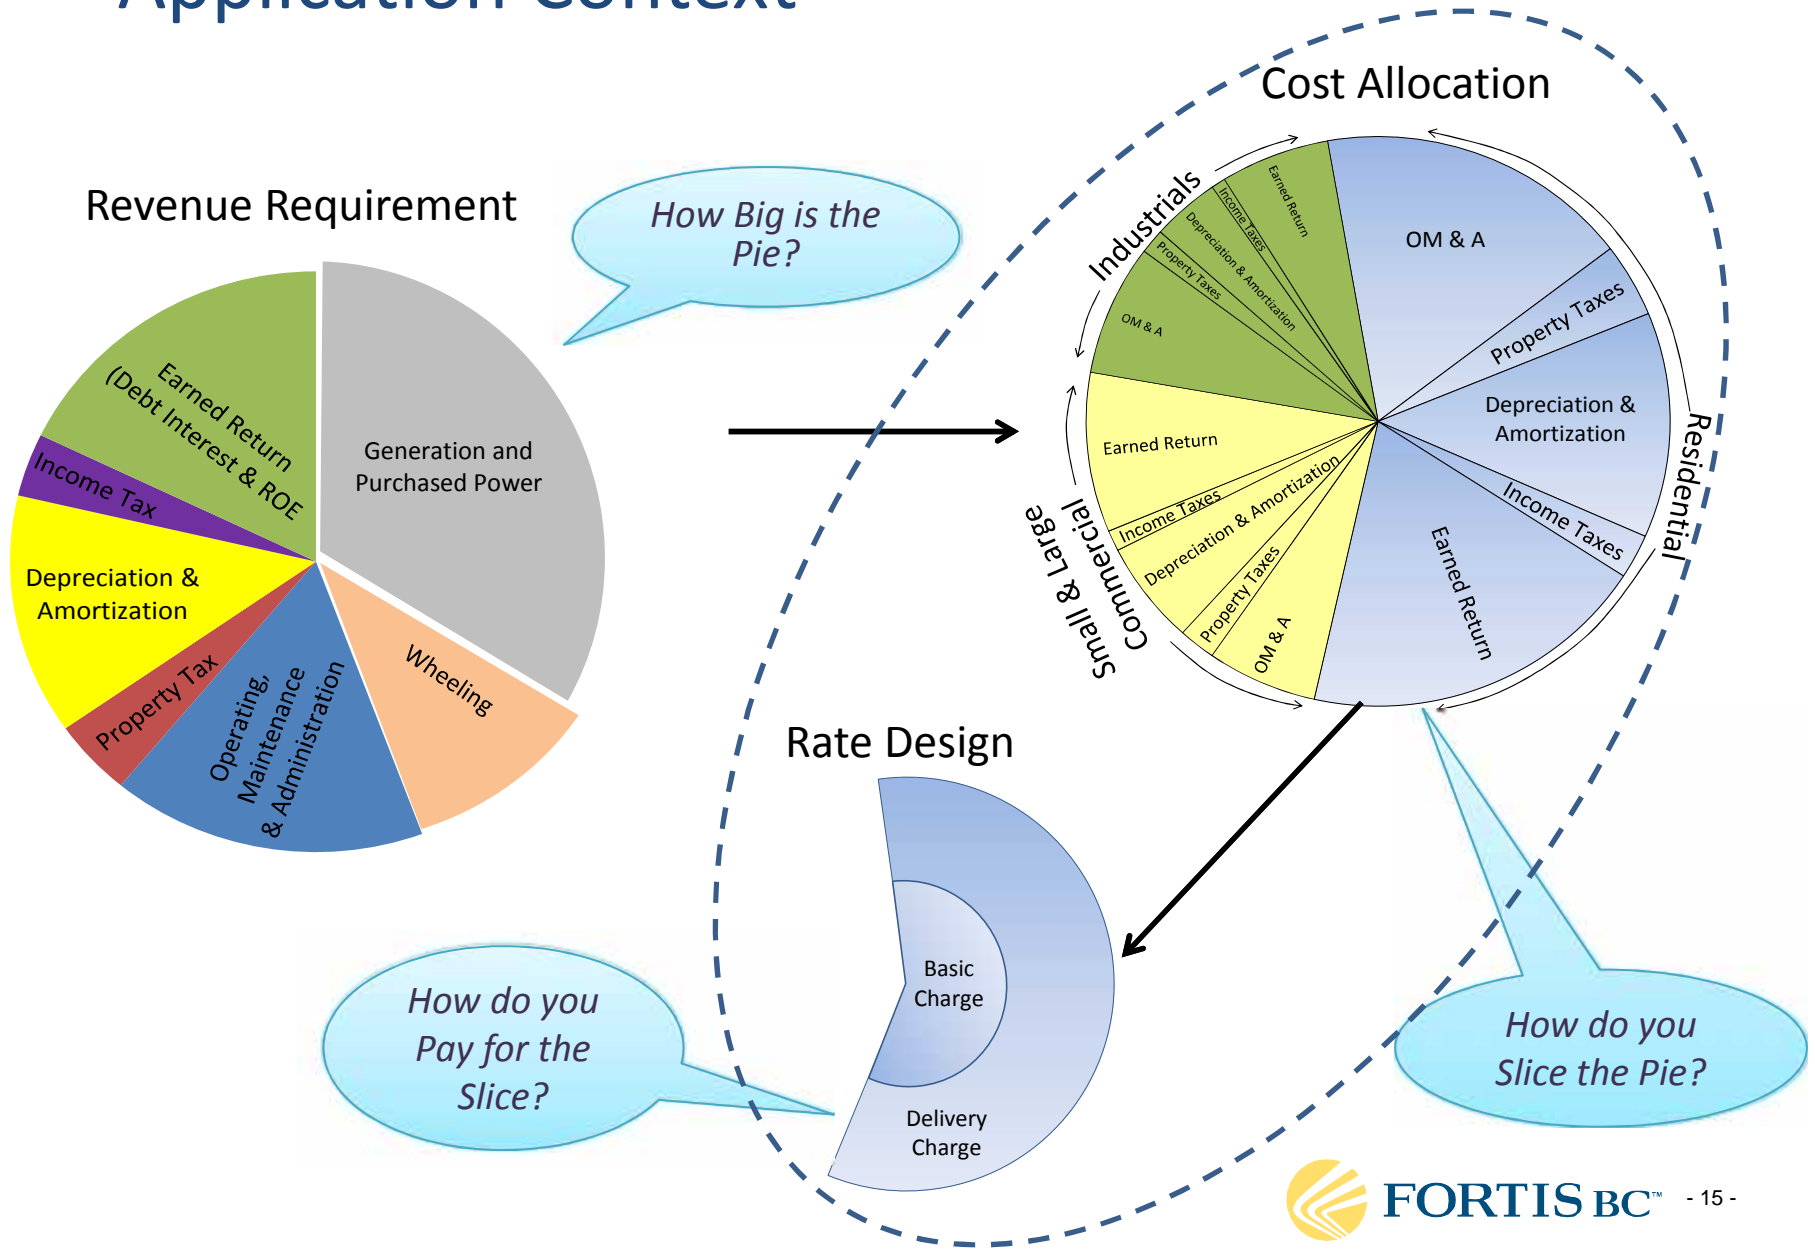 Application Context
Cost Allocation
Revenue Requirement
How Big is the
Pie?
Generation and
Purchased Power
Wheeling
Operating,
Maintenance
& Administration
Property Tax
Depreciation &
Amortization
Income Tax
Earned Return
(Debt Interest & ROE
Industrials
Earned Return
Income Taxes
Depreciation & Amortization
Property Taxes
OM & A
OM & A
Property Taxes
Depreciation &
Amortization
Income Taxes
Earned Return
Residential
Earned Return
Income Taxes
Depreciation & Amortization
Property Taxes
OM & A
Small & Large
Commercial
Rate Design
Basic
Charge
Delivery
Charge
How do you
Pay for the
Slice?
How do you
Slice the Pie?
FORTIS BC™
- 15 -